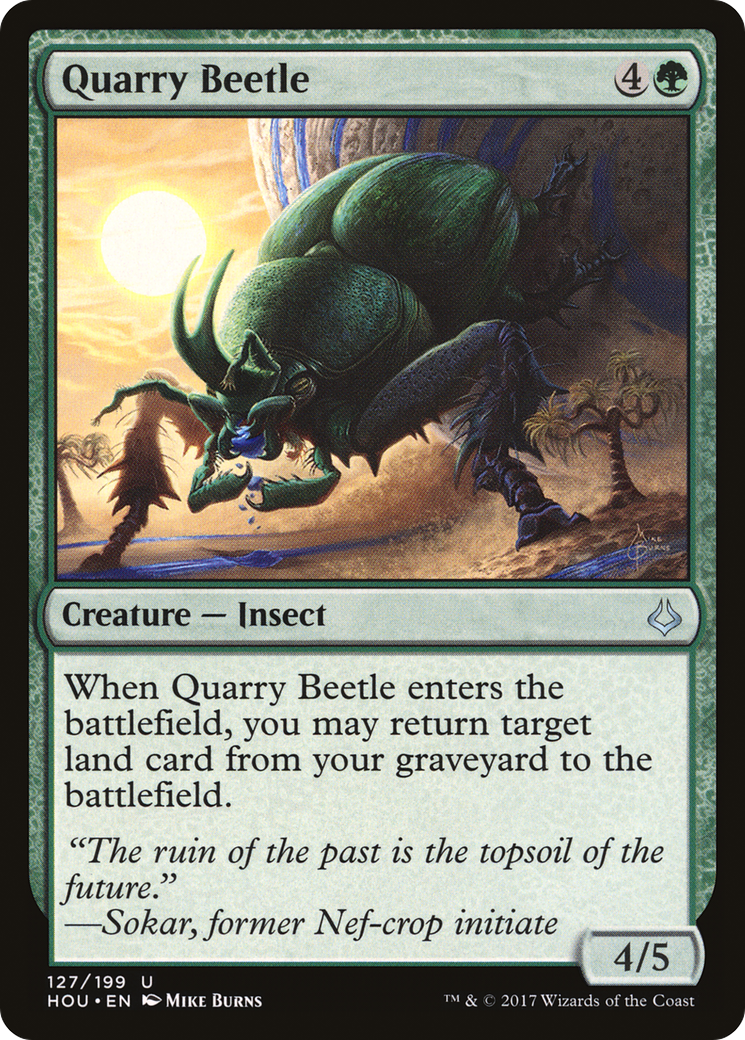 Quarry Beetle 4
MIKE
BURNS
Creature — Insect
When Quarry Beetle enters the
battlefield, you may return target
land card from your graveyard to the
battlefield.
“The ruin of the past is the topsoil of the
future.”
—Sokar, former Nef-crop initiate
4/5
127/199 U
HOU • EN Mike Burns ™ & © 2017 Wizards of the Coast